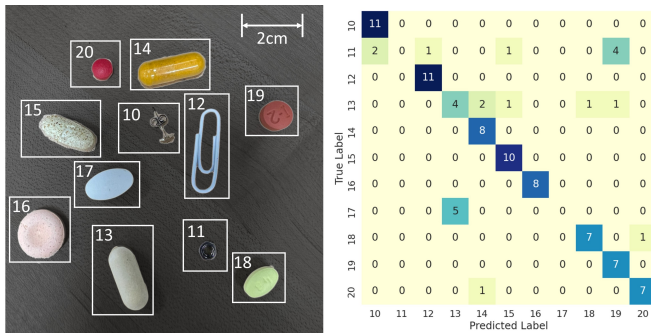 20
14
2cm
15
10
12
19
17
16
13
11
18
True Label
10 11 0 0 0 0 0 0 0 0 0 0
11 2 0 1 0 0 1 0 0 0 4 0
12 0 0 11 0 0 0 0 0 0 0 0
13 0 0 0 4 2 1 0 0 1 1 0
14 0 0 0 0 8 0 0 0 0 0 0
15 0 0 0 0 0 10 0 0 0 0 0
16 0 0 0 0 0 0 8 0 0 0 0
17 0 0 0 5 0 0 0 0 0 0 0
18 0 0 0 0 0 0 0 0 7 0 1
19 0 0 0 0 0 0 0 0 0 7 0
20 0 0 0 0 1 0 0 0 0 0 7
10 11 12 13 14 15 16 17 18 19 20
Predicted Label